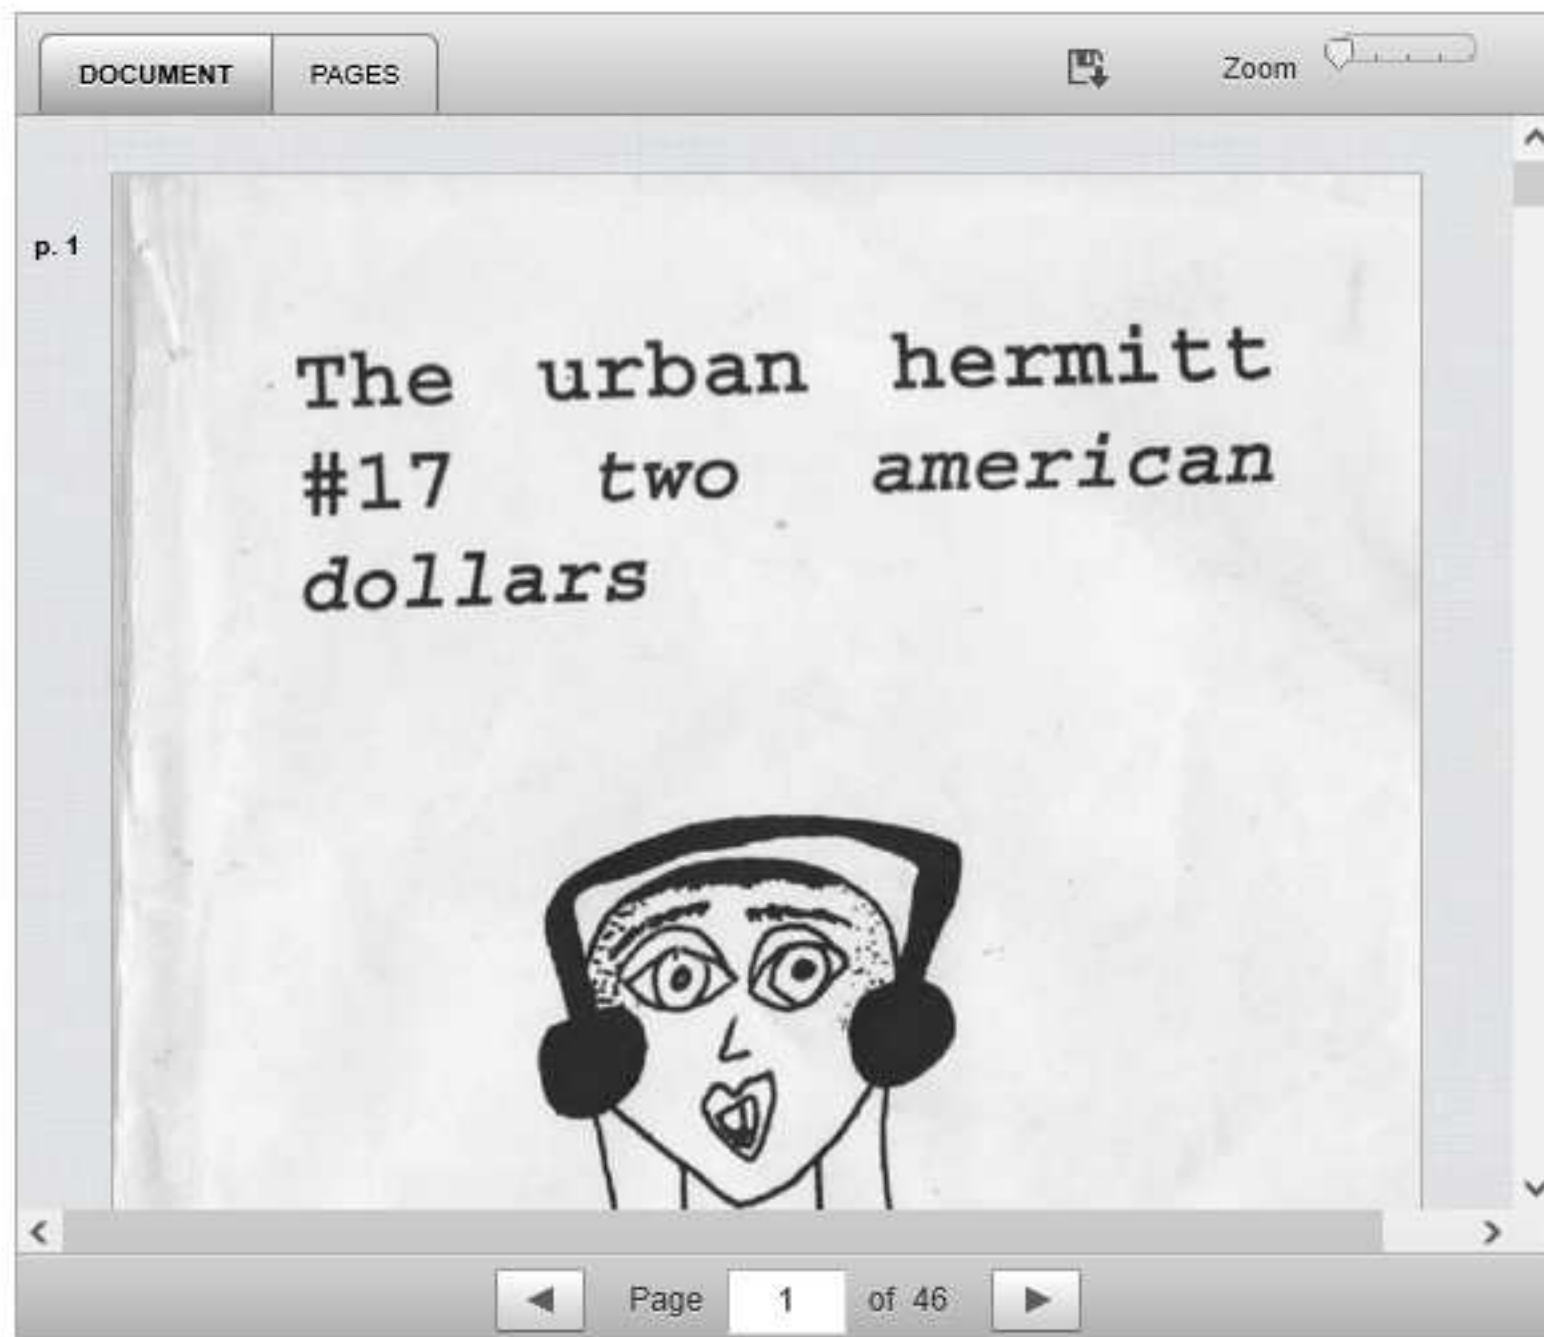 DOCUMENT PAGES Zoom
p. 1
The urban hermitt
#17 two american
dollars
Page 1 of 46